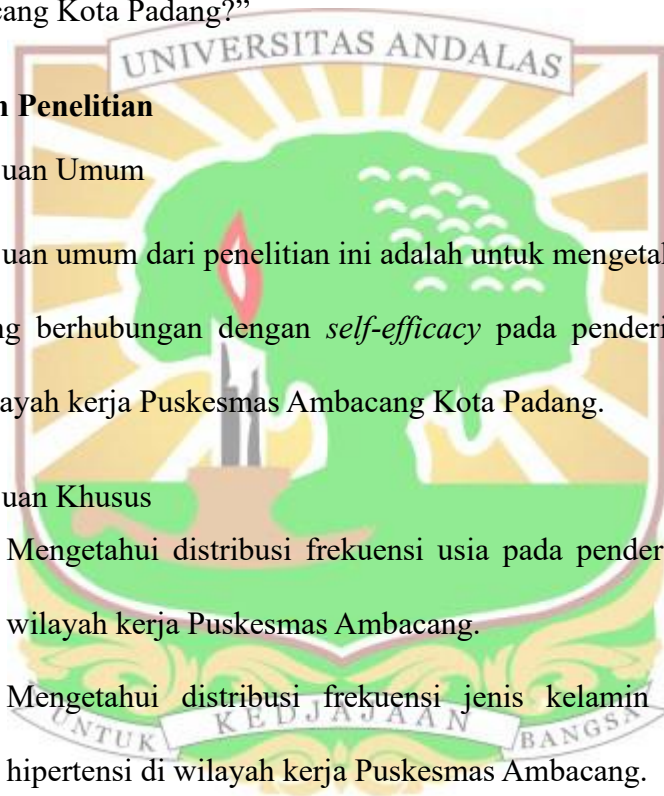 cang Kota Padang?”
UNIVERSITAS ANDALAS
n Penelitian
uan Umum
uan umum dari penelitian ini adalah untuk mengetah
ng berhubungan dengan self-efficacy pada penderi
ayah kerja Puskesmas Ambacang Kota Padang.
uan Khusus
Mengetahui distribusi frekuensi usia pada pender
wilayah kerja Puskesmas Ambacang.
Mengetahui distribusi frekuensi jenis kelamin
UNTUK KEDJAJAAN BANGSA
hipertensi di wilayah kerja Puskesmas Ambacang.